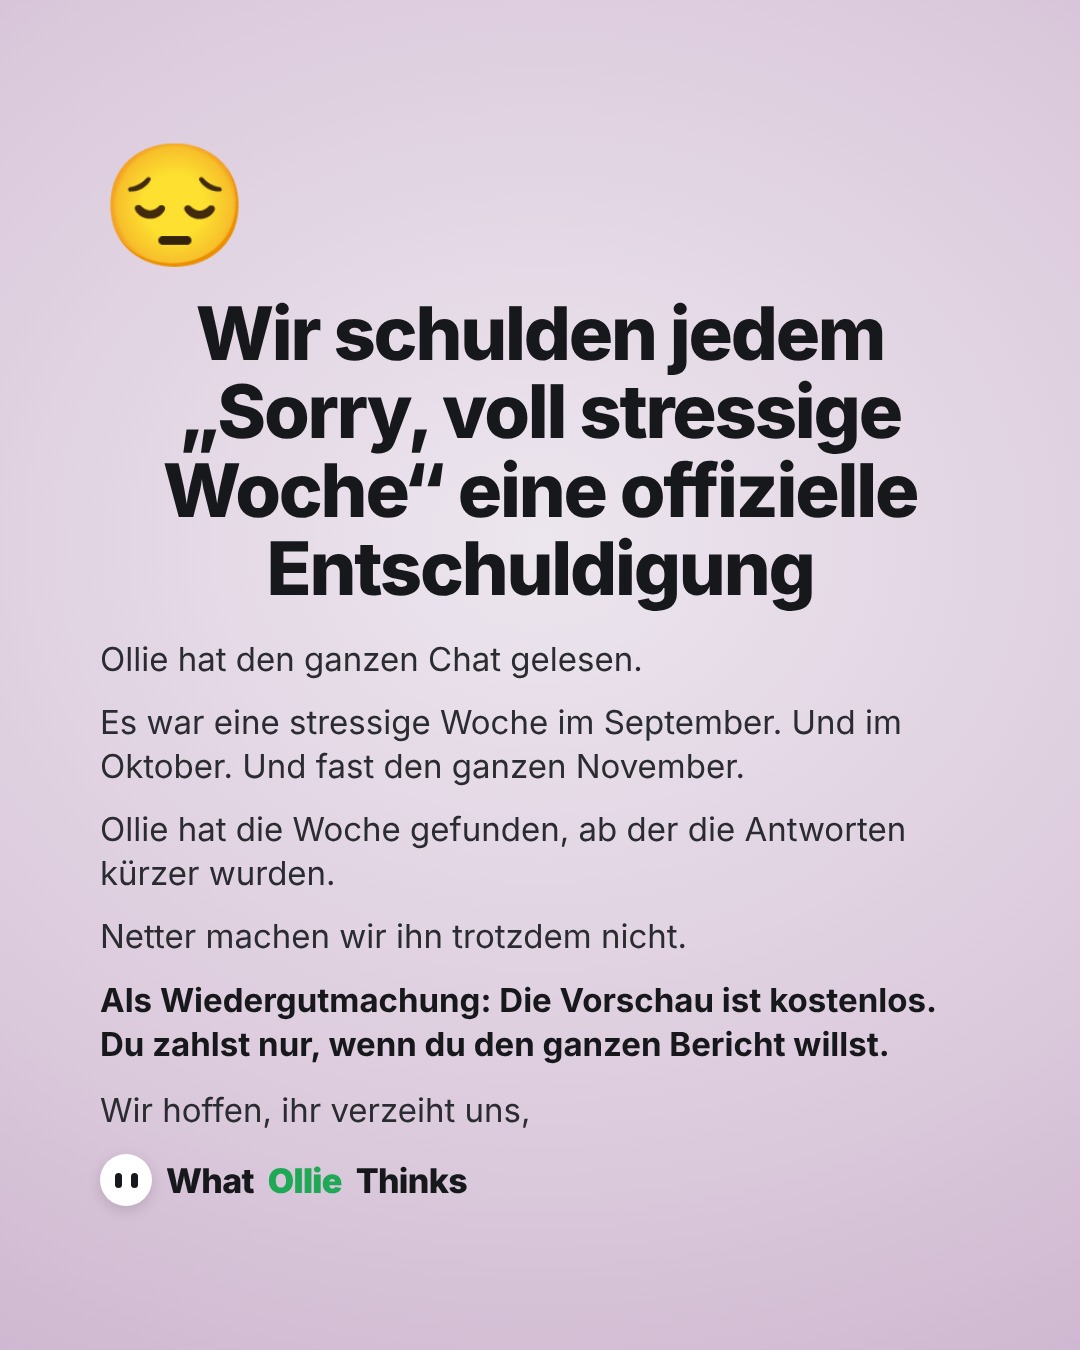 Wir schulden jedem
„Sorry, voll stressige
Woche“ eine offizielle
Entschuldigung
Ollie hat den ganzen Chat gelesen.
Es war eine stressige Woche im September. Und im
Oktober. Und fast den ganzen November.
Ollie hat die Woche gefunden, ab der die Antworten
kürzer wurden.
Netter machen wir ihn trotzdem nicht.
Als Wiedergutmachung: Die Vorschau ist kostenlos.
Du zahlst nur, wenn du den ganzen Bericht willst.
Wir hoffen, ihr verzeiht uns,
What Ollie Thinks